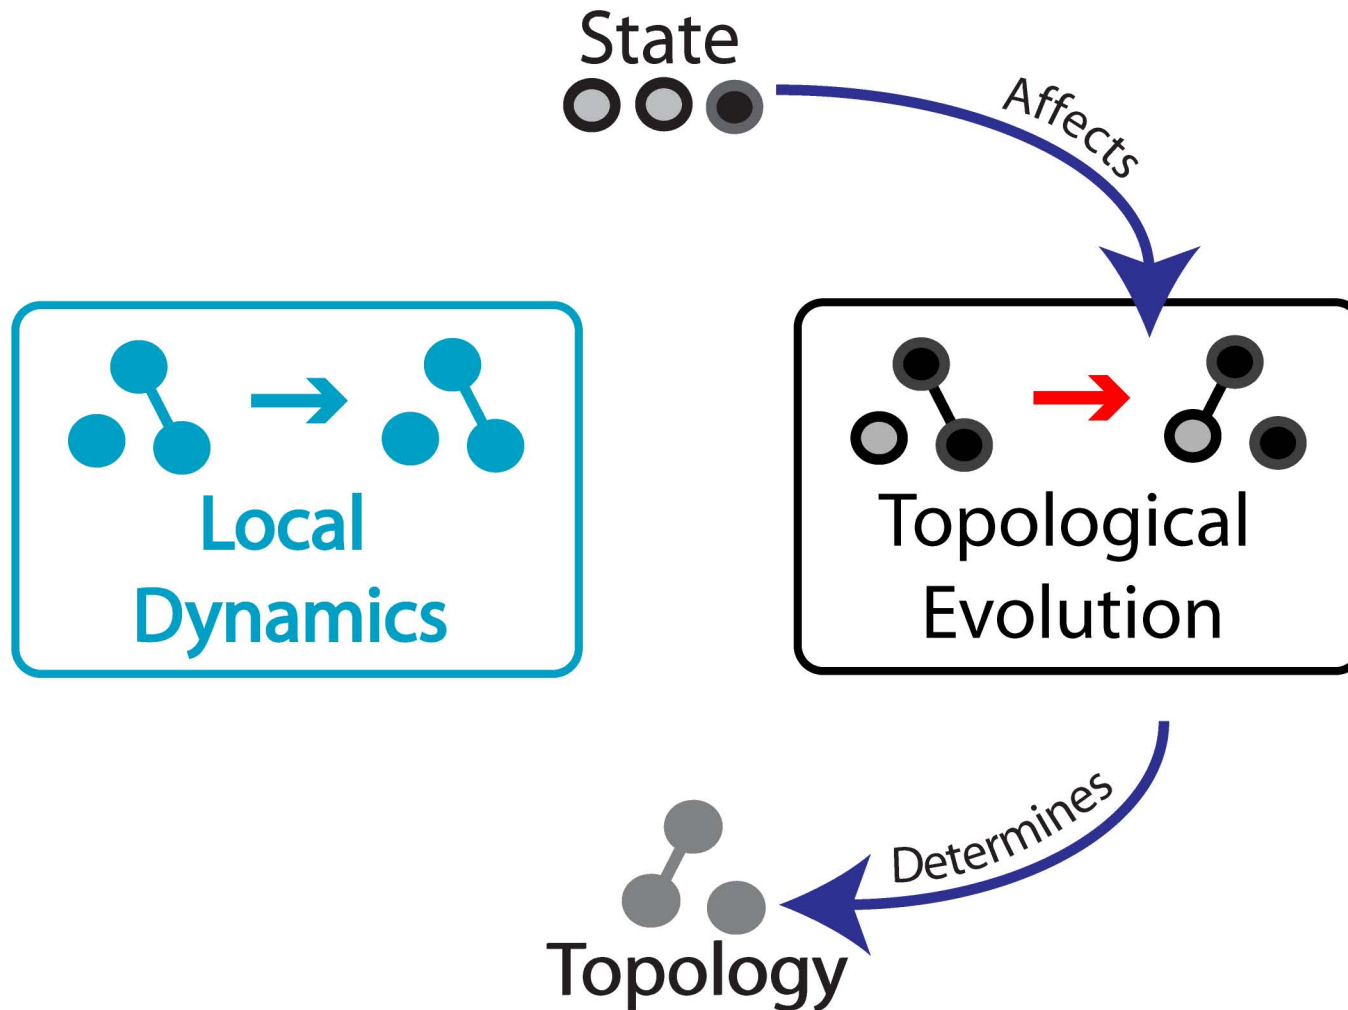 State
Affects
Local
Dynamics
Topological
Evolution
Determines
Topology